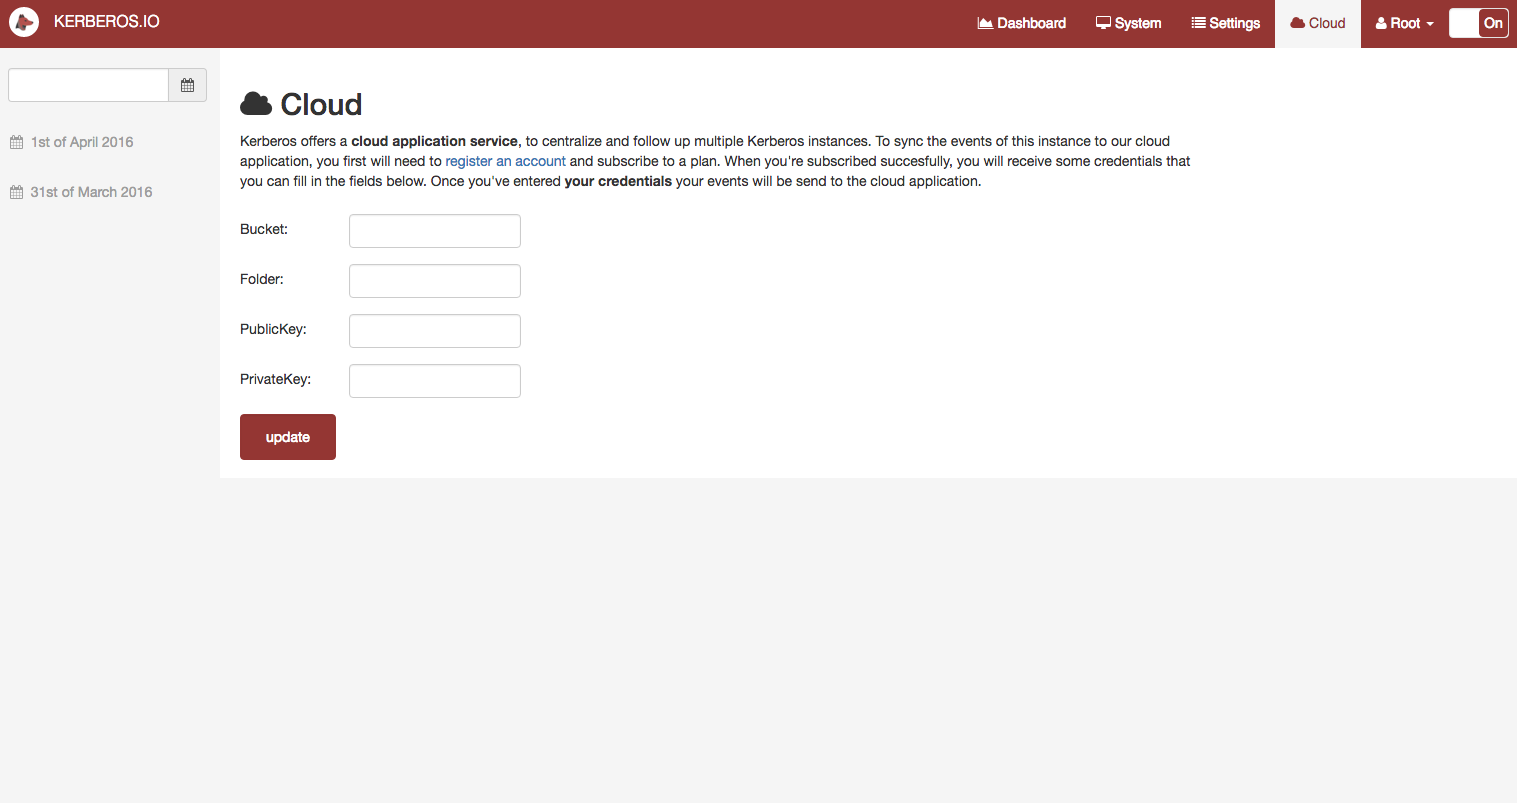 KERBEROS.IO
Dashboard
System
Settings
Cloud
Root
On
1st of April 2016
31st of March 2016
Cloud
Kerberos offers a cloud application service, to centralize and follow up multiple Kerberos instances. To sync the events of this instance to our cloud
application, you first will need to register an account and subscribe to a plan. When you're subscribed succesfully, you will receive some credentials that
you can fill in the fields below. Once you've entered your credentials your events will be send to the cloud application.
Bucket:
Folder:
PublicKey:
PrivateKey:
update